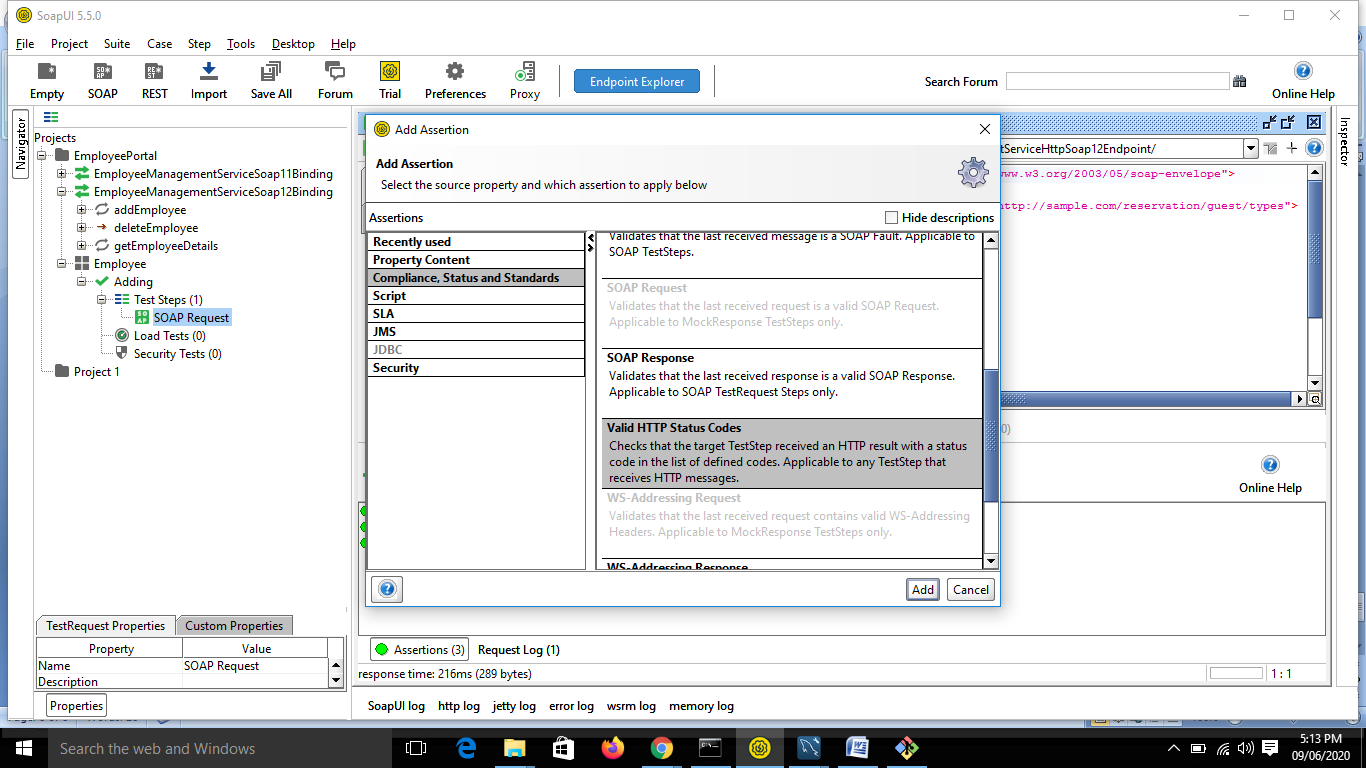 SoapUI 5.5.0
File Project Suite Case Step Tools Desktop Help
Empty SOAP REST Import Save All Forum Trial Preferences Proxy Endpoint Explorer Search Forum Online Help
Navigator
Projects
EmployeePortal
EmployeeManagementServiceSoap11Binding
EmployeeManagementServiceSoap12Binding
addEmployee
deleteEmployee
getEmployeeDetails
Employee
Adding
Test Steps (1)
SOAP Request
Load Tests (0)
Security Tests (0)
Project 1
TestRequest Properties Custom Properties
Property Value
Name SOAP Request
Description
Properties
Add Assertion
Add Assertion
Select the source property and which assertion to apply below
Assertions Hide descriptions
Recently used
Property Content
Compliance, Status and Standards
Script
SLA
JMS
JDBC
Security
Validates that the last received message is a SOAP Fault. Applicable to
SOAP TestSteps.
SOAP Request
Validates that the last received request is a valid SOAP Request.
Applicable to MockResponse TestSteps only.
SOAP Response
Validates that the last received response is a valid SOAP Response.
Applicable to SOAP TestRequest Steps only.
Valid HTTP Status Codes
Checks that the target TestStep received an HTTP result with a status
code in the list of defined codes. Applicable to any TestStep that
receives HTTP messages.
WS-Addressing Request
Validates that the last received request contains valid WS-Addressing
Headers. Applicable to MockResponse TestSteps only.
WS-Addressing Response
Add Cancel
tServiceHttpSoap12Endpoint/
ww.w3.org/2003/05/soap-envelope">
http://sample.com/reservation/guest/types">
0)
Online Help
Inspector
Assertions (3) Request Log (1)
response time: 216ms (289 bytes) 1 : 1
SoapUI log http log jetty log error log wsrm log memory log
Search the web and Windows
5:13 PM
09/06/2020